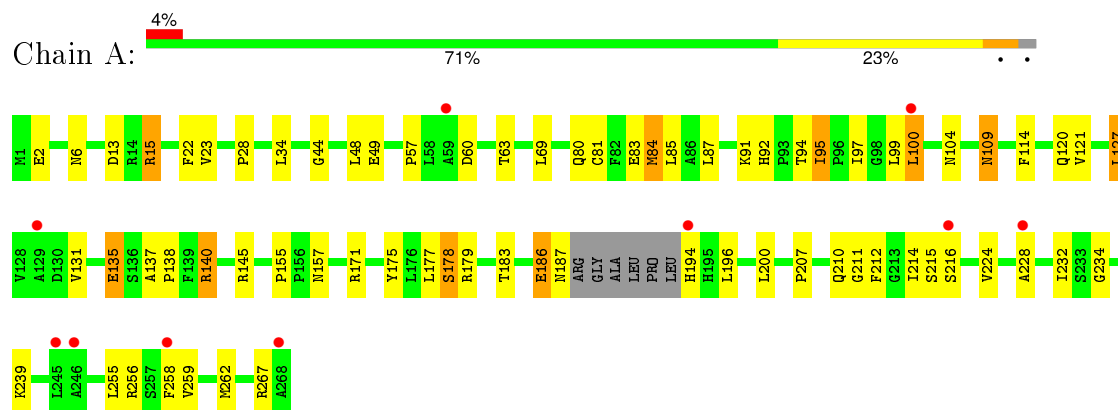 4%
Chain A:
71% 23% . .
M1 E2 N6 D13 R14 R15 F22 V23 P28 L34 G44 L48 E49 P57 L58 A59 D60 T63 L69 Q80 C81 F82 E83 M84 L85 A86 L87 K91 H92 P93 T94 I95 P96 I97 G98 L99 L100 N104 N109 F114 Q120 V121 L127
V128 A129 D130 V131 E135 S136 A137 P138 F139 R140 R145 P155 P156 N157 R171 Y175 L176 L177 S178 R179 T183 E186 N187 ARG GLY ALA LEU PRO LEU H194 H195 L196 L200 P207 Q210 G211 F212 G213 I214 S215 S216 V224 A228 I232 S233 G234
K239 L245 A246 L255 R256 S257 F258 V259 M262 R267 A268